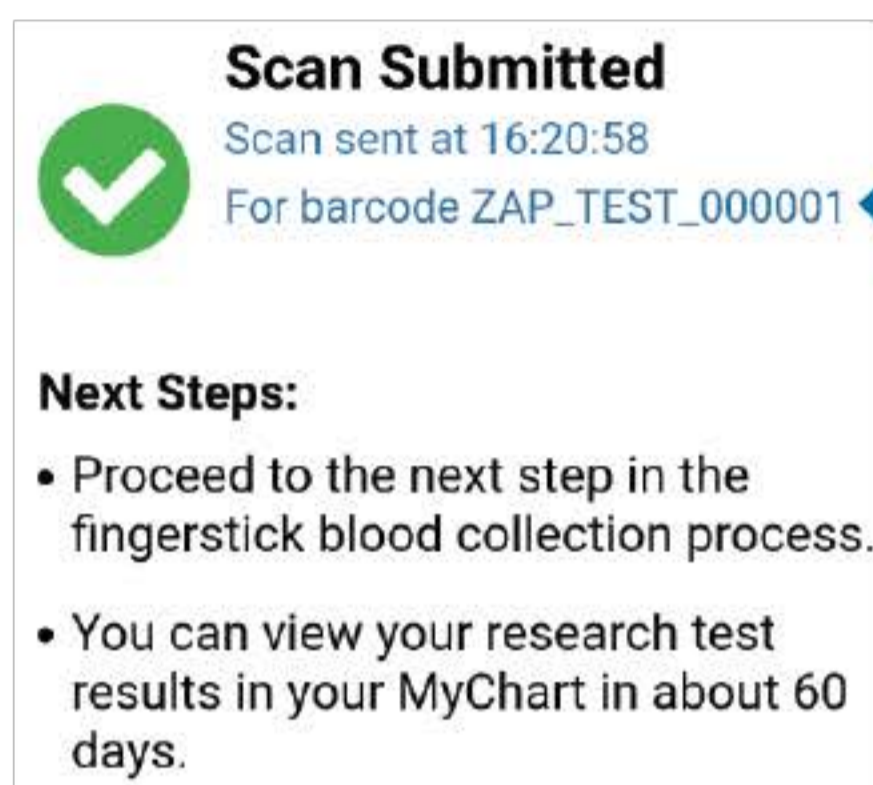 Scan Submitted
Scan sent at 16:20:58
For barcode ZAP_TEST_000001
Next Steps:
• Proceed to the next step in the
fingerstick blood collection process.
• You can view your research test
results in your MyChart in about 60
days.